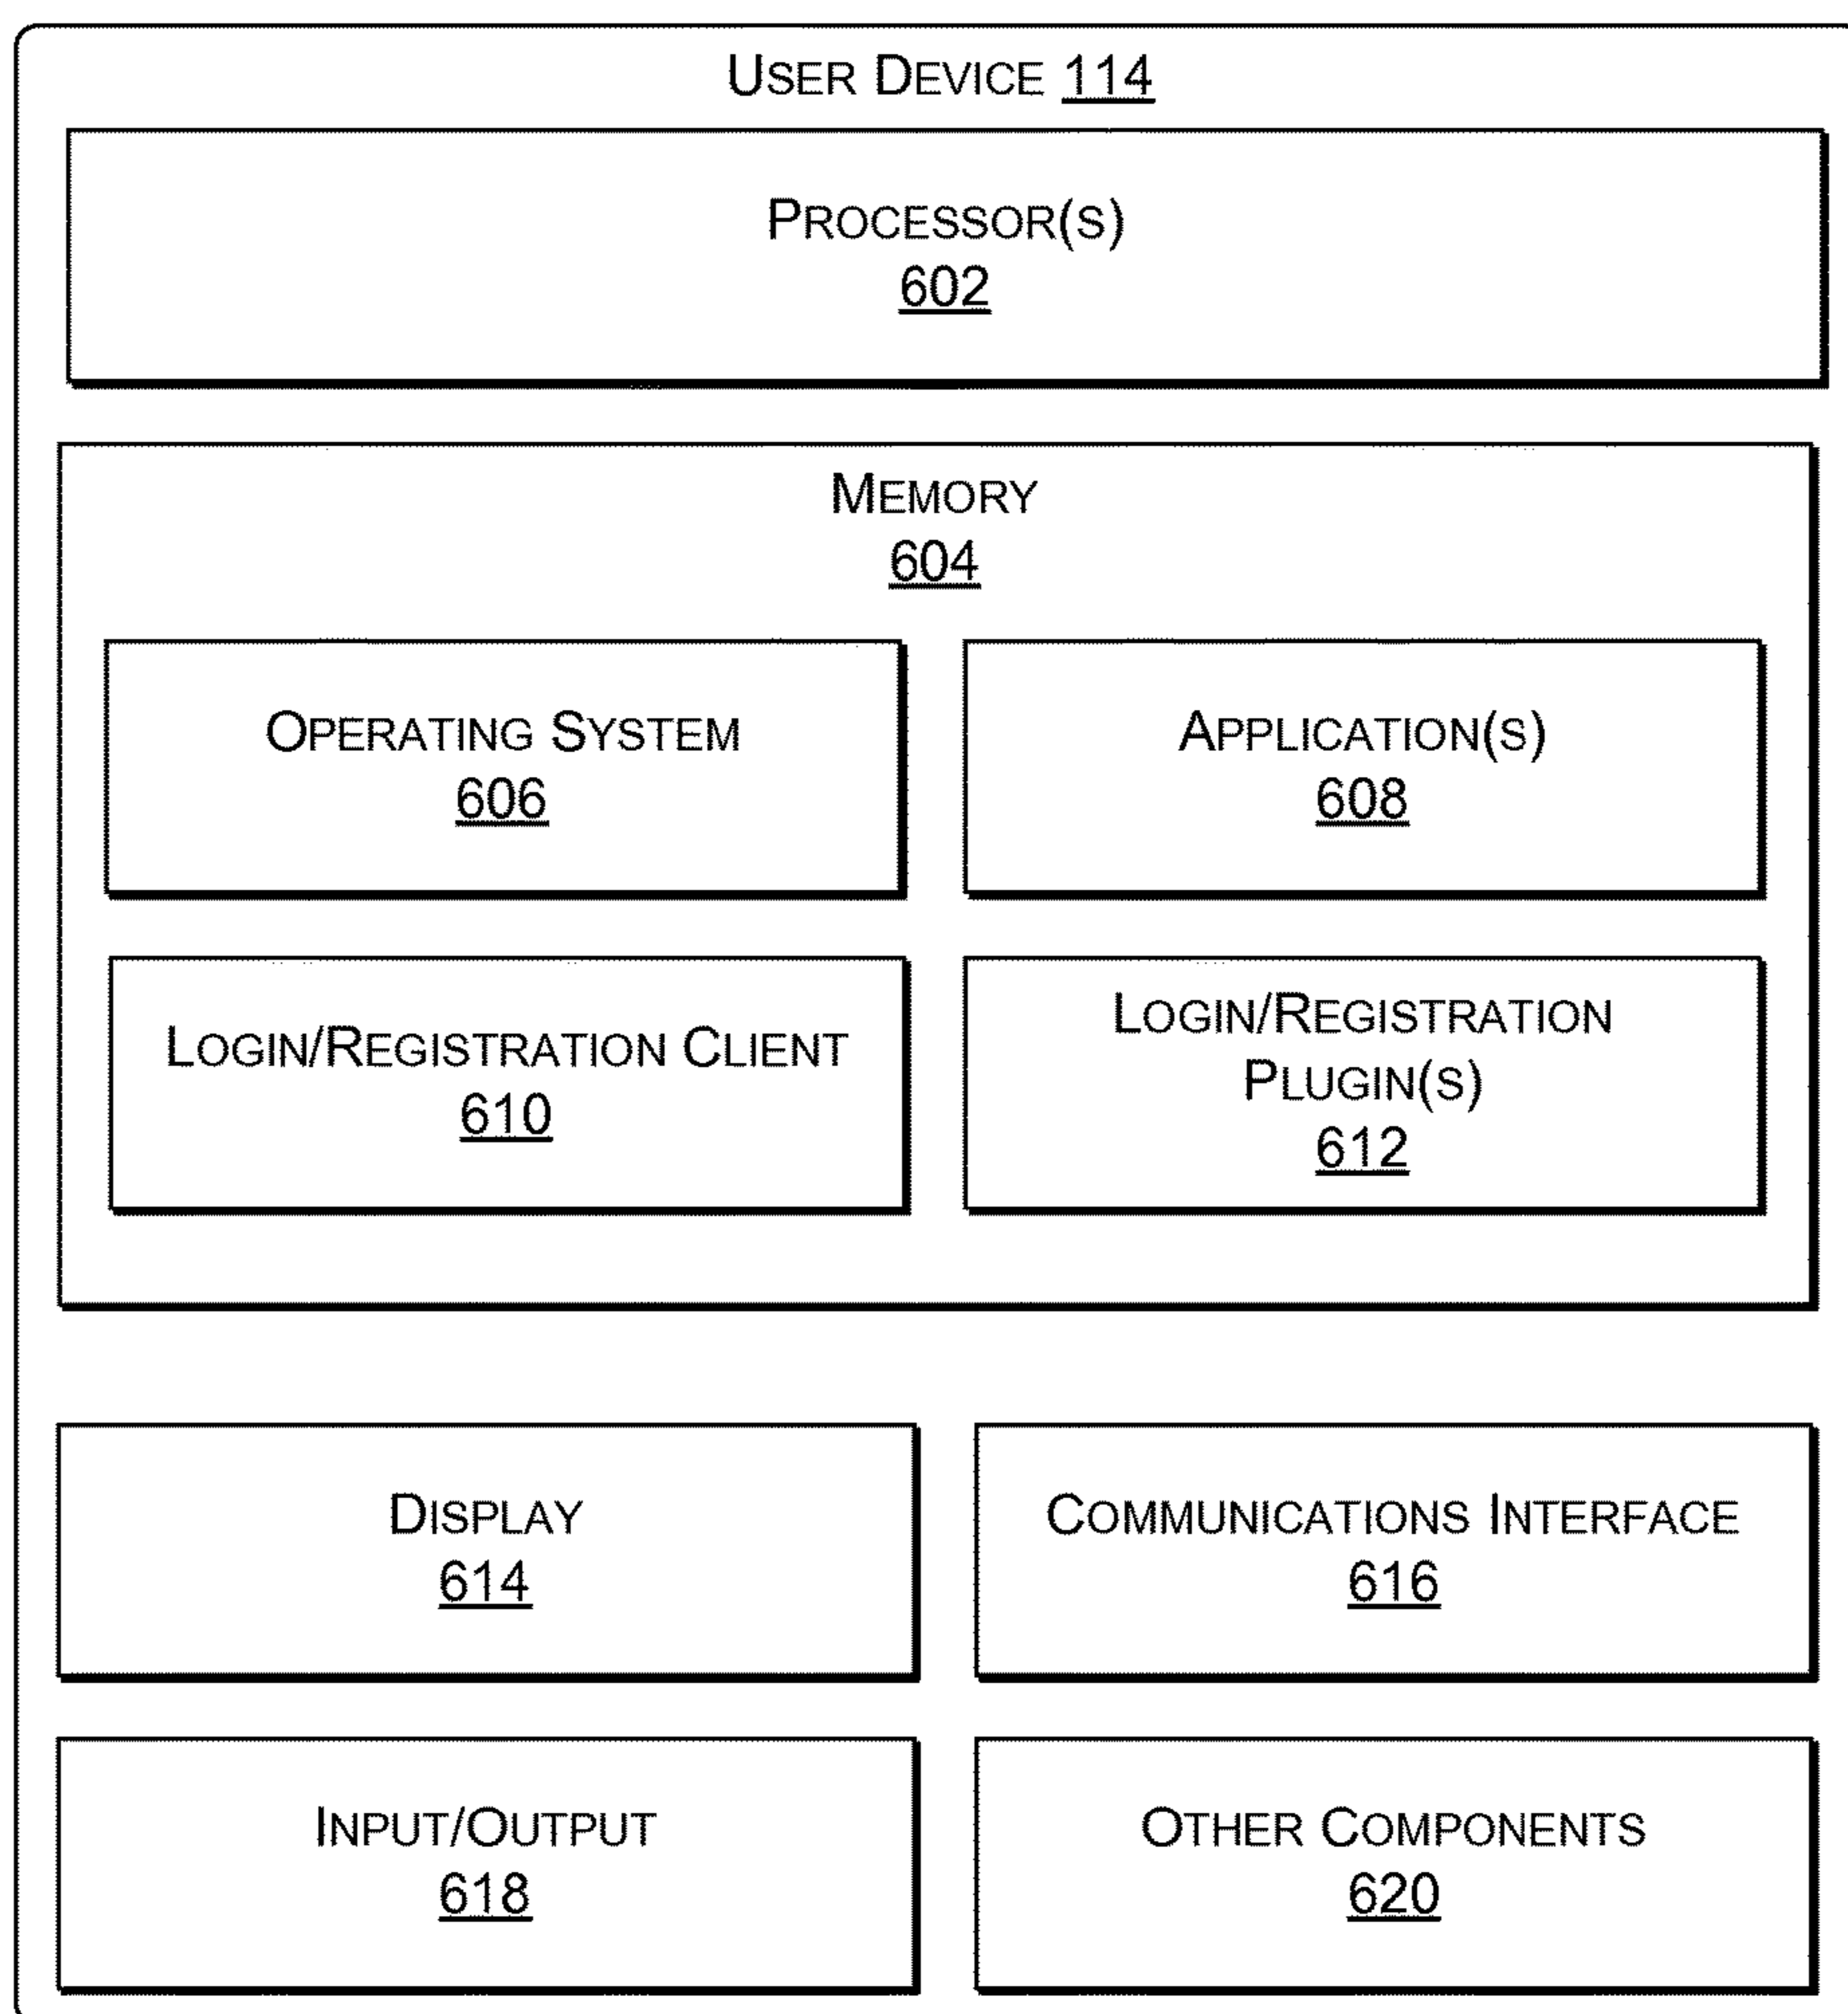 USER DEVICE 114
PROCESSOR(S)
602
MEMORY
604
OPERATING SYSTEM
606
APPLICATION(S)
608
LOGIN/REGISTRATION CLIENT
610
LOGIN/REGISTRATION
PLUGIN(S)
612
DISPLAY
614
COMMUNICATIONS INTERFACE
616
INPUT/OUTPUT
618
OTHER COMPONENTS
620